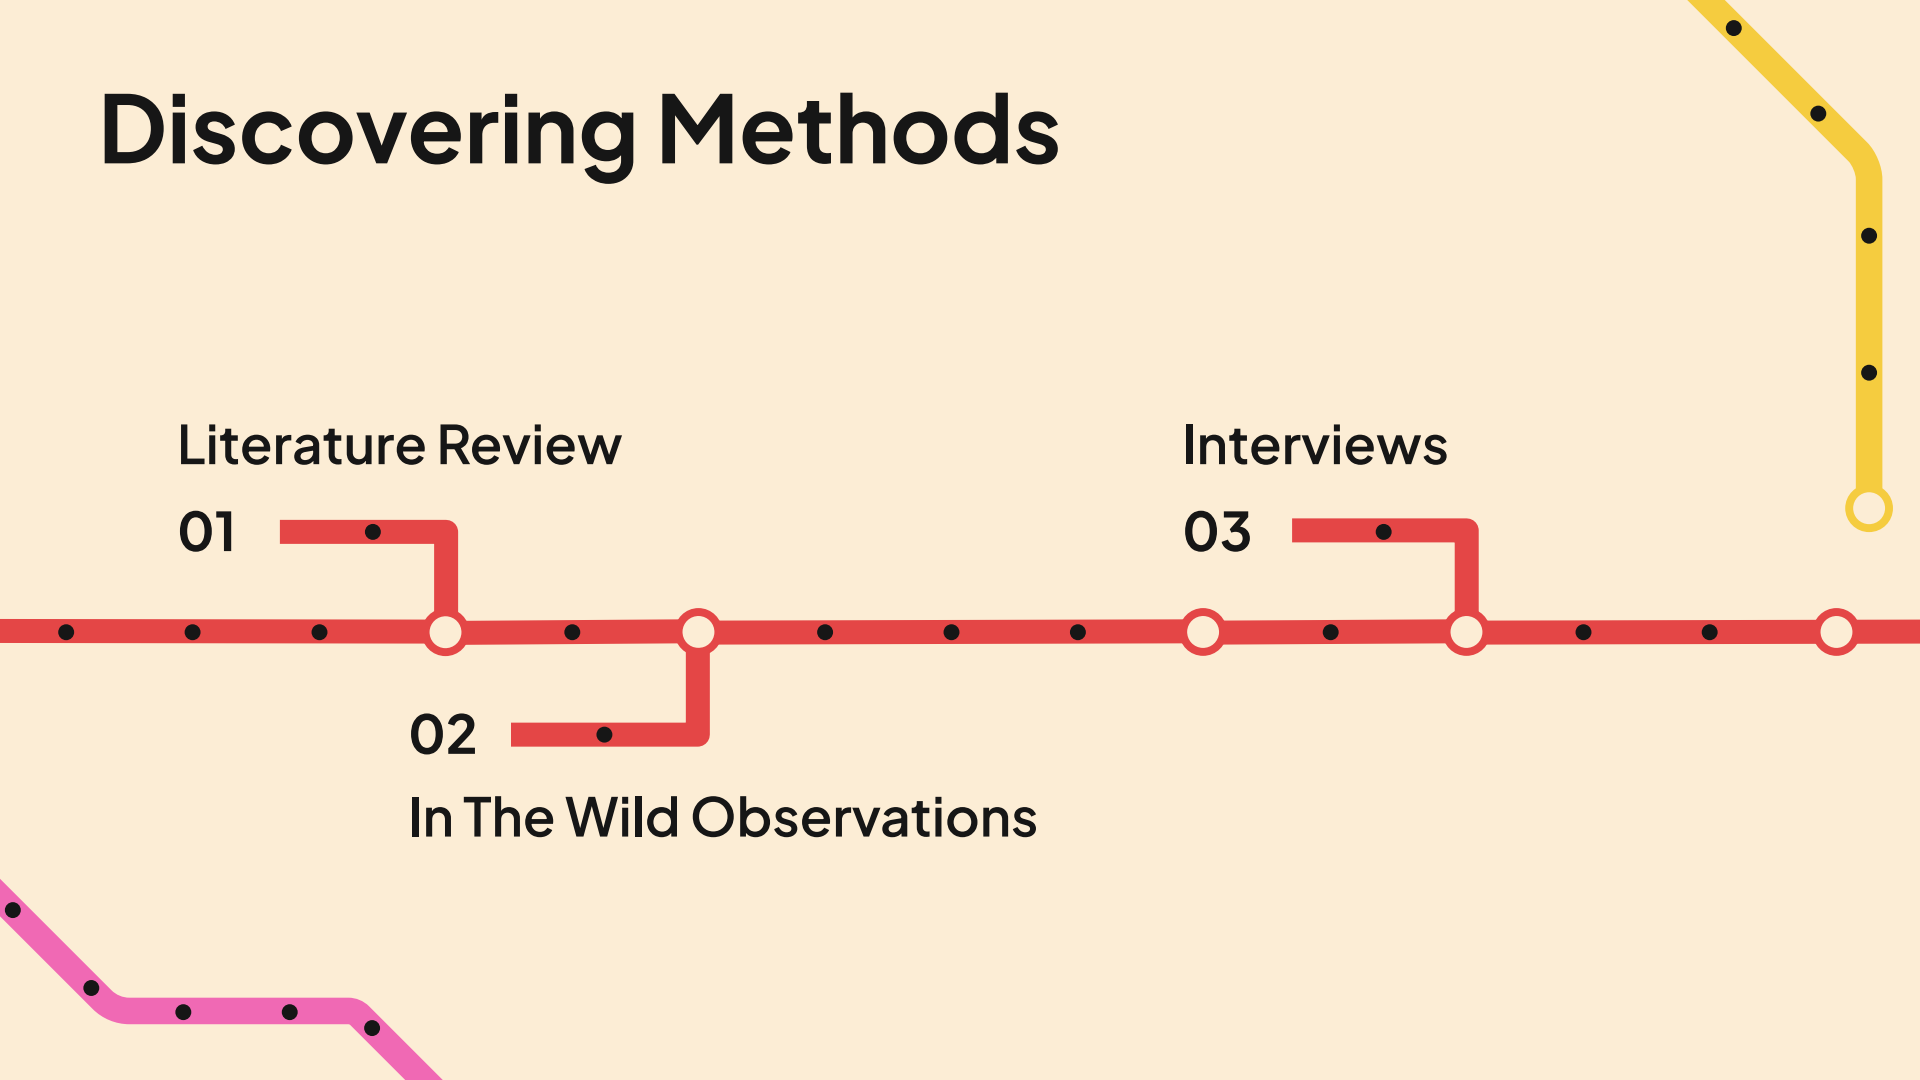 Discovering Methods
Literature Review
01
02
In The Wild Observations
Interviews
03